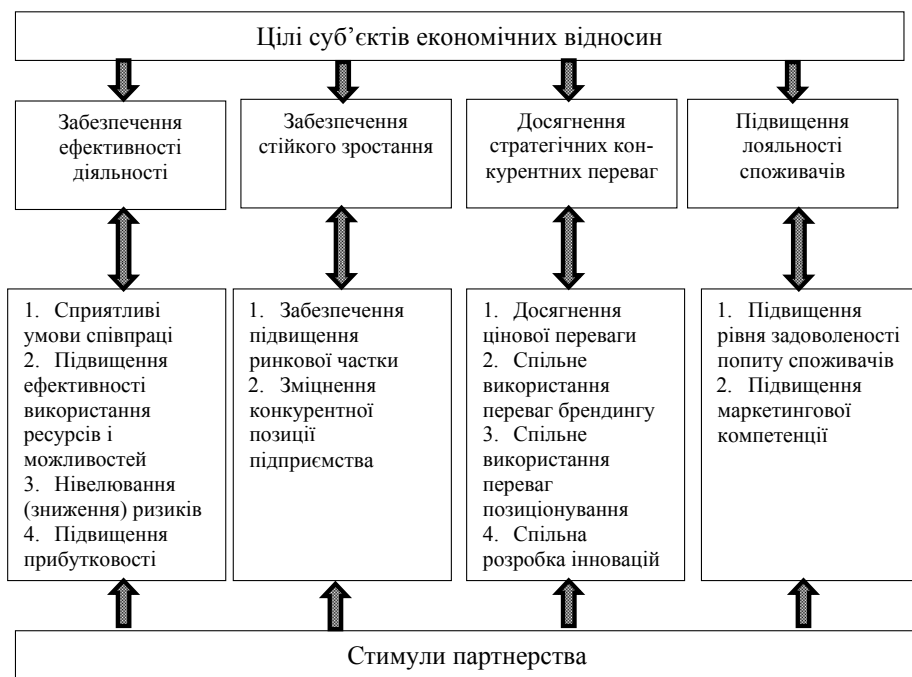 Цілі суб’єктів економічних відносин
Забезпечення
ефективності
діяльності
Забезпечення
стійкого зростання
Досягнення
стратегічних кон-
курентних переваг
Підвищення
лояльності
споживачів
1. Сприятливі
умови співпраці
2. Підвищення
ефективності
використання
ресурсів і
можливостей
3. Нівелювання
(зниження) ризиків
4. Підвищення
прибутковості
1. Забезпечення
підвищення
ринкової частки
2. Зміцнення
конкурентної
позиції
підприємства
1. Досягнення
цінової переваги
2. Спільне
використання
переваг брендингу
3. Спільне
використання
переваг
позиціонування
4. Спільна
розробка інновацій
1. Підвищення
рівня задоволеності
попиту споживачів
2. Підвищення
маркетингової
компетенції
Стимули партнерства